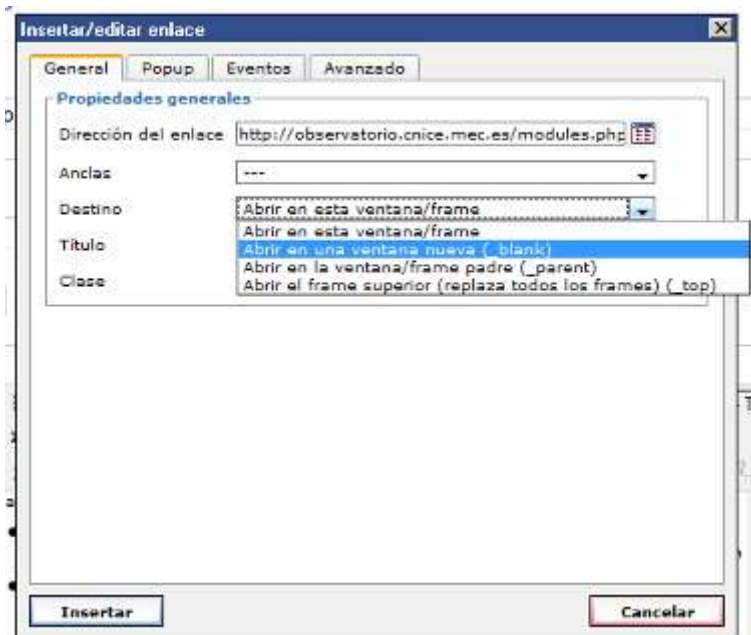 Insertar/editar enlace
General Popup Eventos Avanzado
Propiedades generales
Dirección del enlace http://observatorio.cnice.mec.es/modules.php
Anclas ---
Destino Abrir en esta ventana/frame
Abrir en esta ventana/frame
Título Abrir en una ventana nueva (_blank)
Abrir en la ventana/frame padre (_parent)
Clase Abrir el frame superior (replaza todos los frames) (_top)
Insertar Cancelar